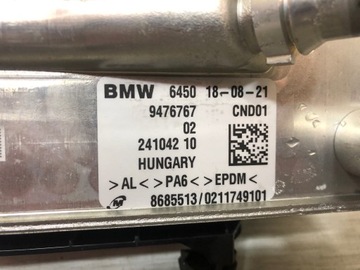 BMW 6450 18-08-21
9476767 CND01
02
241042 10
HUNGARY
>AL< >PA6< >EPDM<
8685513/0211749101